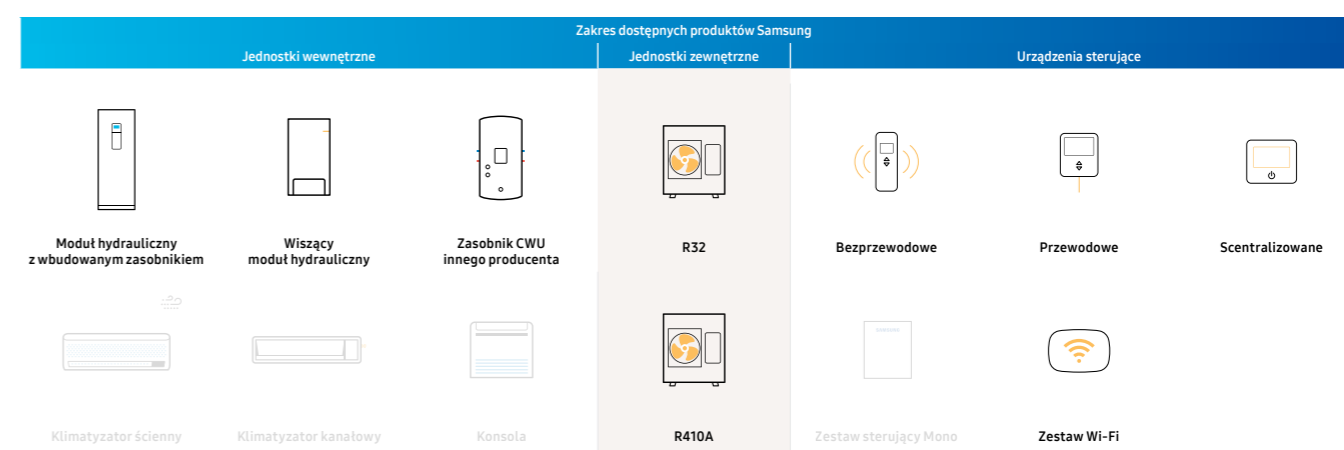 Zakres dostępnych produktów Samsung
Jednostki wewnętrzne
Jednostki zewnętrzne
Urządzenia sterujące
Moduł hydrauliczny
z wbudowanym zasobnikiem
Wiszący
moduł hydrauliczny
Zasobnik CWU
innego producenta
R32
Bezprzewodowe
Przewodowe
Scentralizowane
SAMSUNG
Klimatyzator ścienny
Klimatyzator kanałowy
Konsola
R410A
Zestaw sterujący Mono
Zestaw Wi-Fi